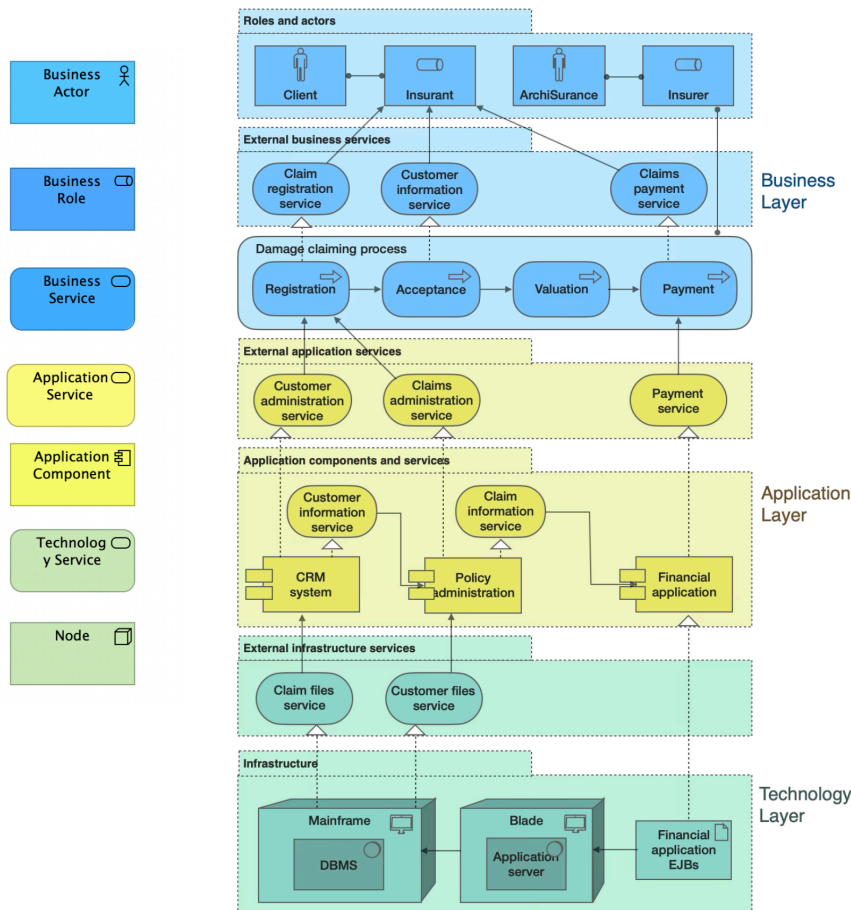 Business
Actor
Business
Role
Business
Service
Application
Service
Application
Component
Technolog
y Service
Node
Roles and actors
Client
Insurant
ArchiSurance
Insurer
External business services
Claim
registration
service
Customer
information
service
Claims
payment
service
Business
Layer
Damage claiming process
Registration
Acceptance
Valuation
Payment
External application services
Customer
administration
service
Claims
administration
service
Payment
service
Application components and services
Customer
information
service
Claim
information
service
Application
Layer
CRM
system
Policy
administration
Financial
application
External infrastructure services
Claim files
service
Customer files
service
Infrastructure
Mainframe
DBMS
Blade
Application
server
Financial
application
EJBs
Technology
Layer